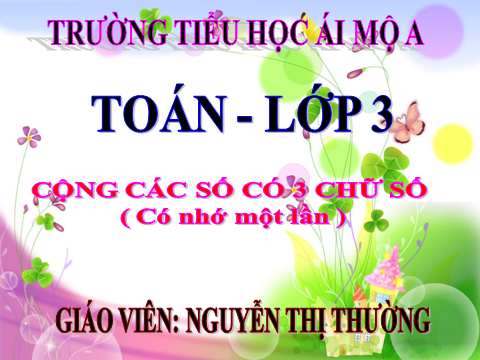 TRƯỜNG TIỂU HỌC ÁI MỘ A
TOÁN - LỚP 3
CỘNG CÁC SỐ CÓ 3 CHỮ SỐ
( Có nhớ một lần )
GIÁO VIÊN: NGUYỄN THỊ THƯỜNG